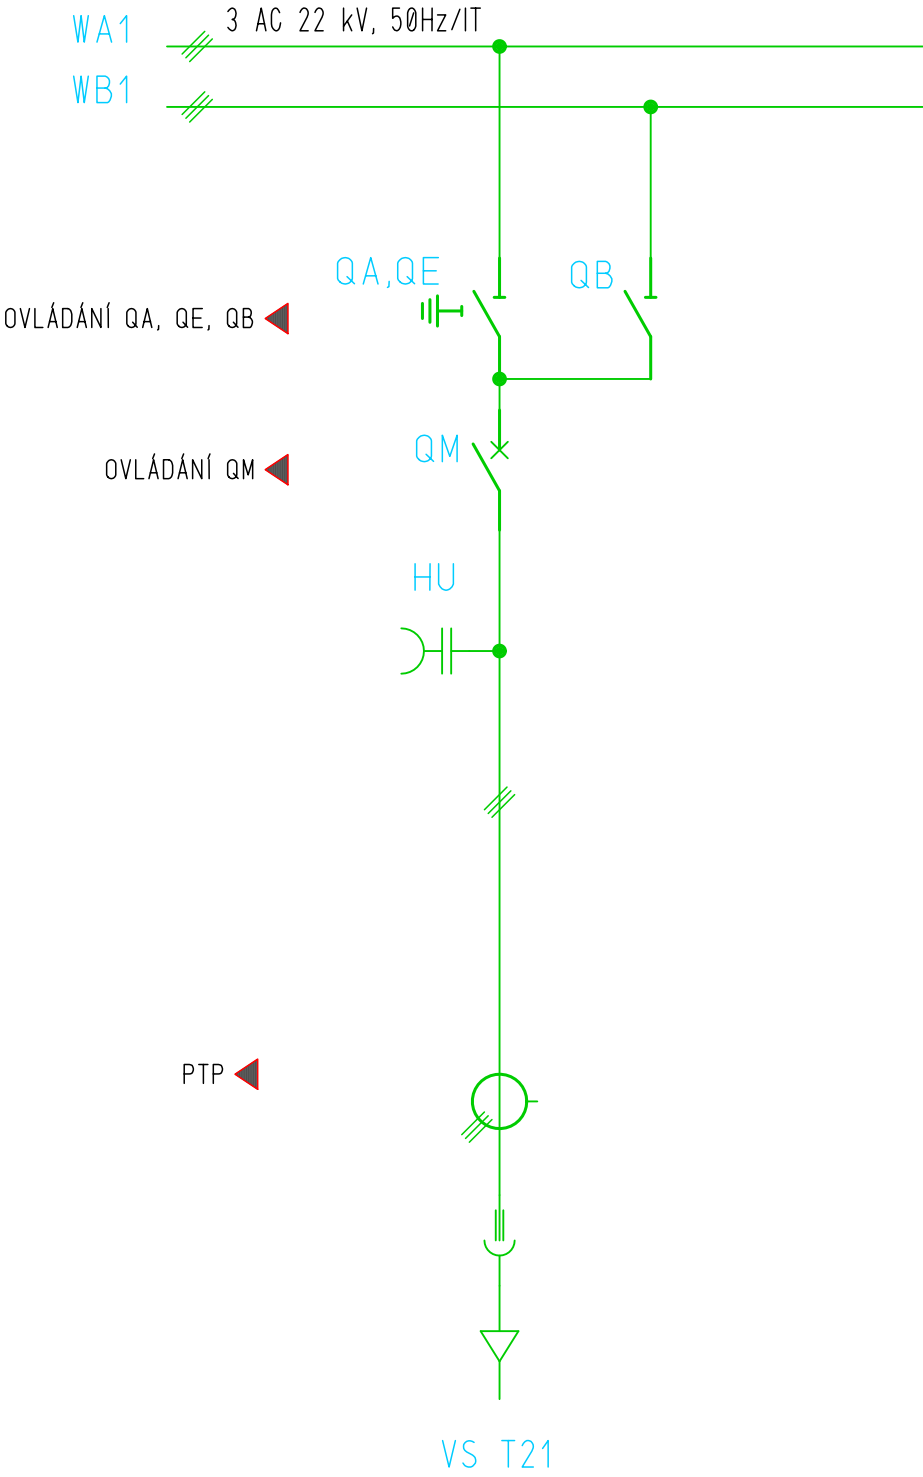 WA1
3 AC 22 kV, 50Hz/IT
WB1
QA,QE
QB
OVLÁDÁNÍ QA, QE, QB
QM
OVLÁDÁNÍ QM
HU
PTP
VS T21